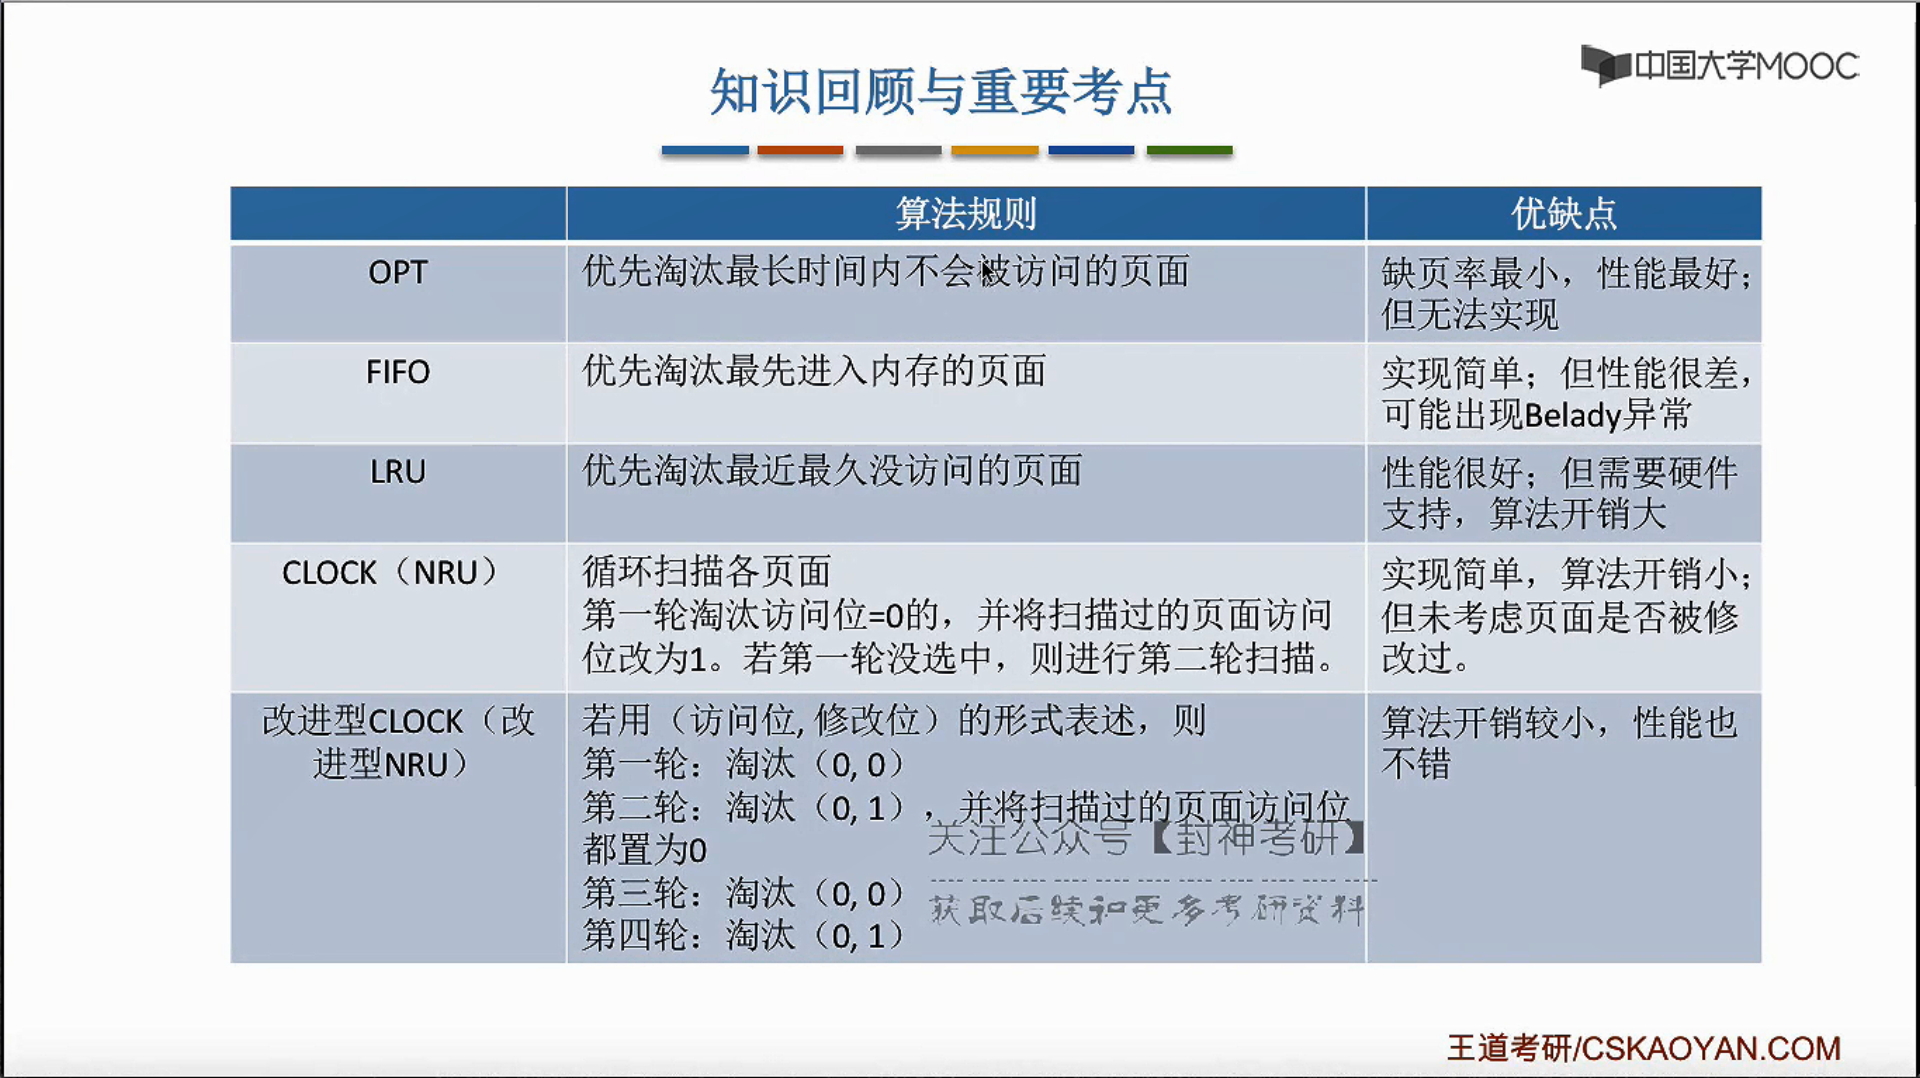 中国大学MOOC
知识回顾与重要考点
算法规则
优缺点
OPT
优先淘汰最长时间内不会被访问的页面
缺页率最小，性能最好；
但无法实现
FIFO
优先淘汰最先进入内存的页面
实现简单；但性能很差，
可能出现Belady异常
LRU
优先淘汰最近最久没访问的页面
性能很好；但需要硬件
支持，算法开销大
CLOCK（NRU）
循环扫描各页面
第一轮淘汰访问位=0的，并将扫描过的页面访问
位改为1。若第一轮没选中，则进行第二轮扫描。
实现简单，算法开销小；
但未考虑页面是否被修
改过。
改进型CLOCK（改
进型NRU）
若用（访问位, 修改位）的形式表述，则
第一轮：淘汰（0, 0）
第二轮：淘汰（0, 1），并将扫描过的页面访问位
都置为0
第三轮：淘汰（0, 0）
第四轮：淘汰（0, 1）
算法开销较小，性能也
不错
关注公众号【封神考研】
获取后续和更多考研资料
王道考研/CSKAOYAN.COM